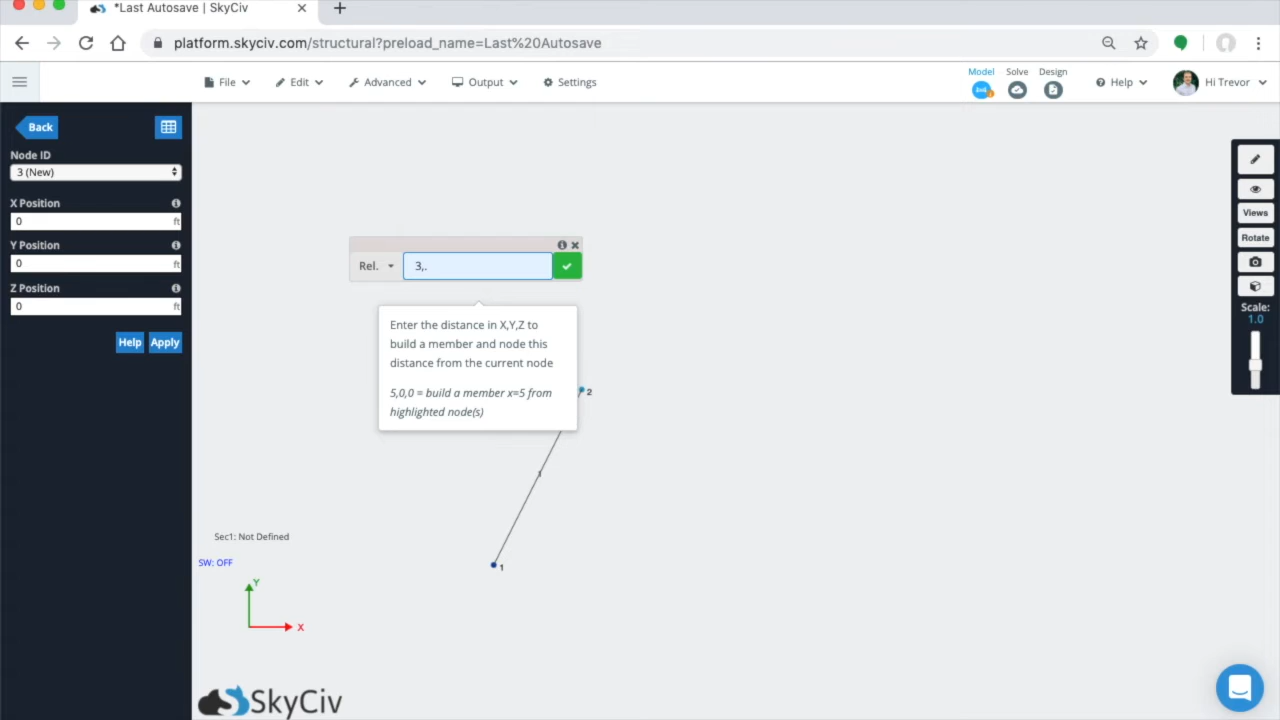 *Last Autosave | SkyCiv
platform.skyciv.com/structural?preload_name=Last%20Autosave
File
Edit
Advanced
Output
Settings
Model
Solve
Design
Help
Hi Trevor
Back
Node ID
3 (New)
X Position
0
ft
Y Position
0
ft
Z Position
0
ft
Help
Apply
Rel.
3,.
Enter the distance in X,Y,Z to
build a member and node this
distance from the current node
5,0,0 = build a member x=5 from
highlighted node(s)
2
1
1
Sec1: Not Defined
SW: OFF
Y
X
SkyCiv
Views
Rotate
Scale:
1.0